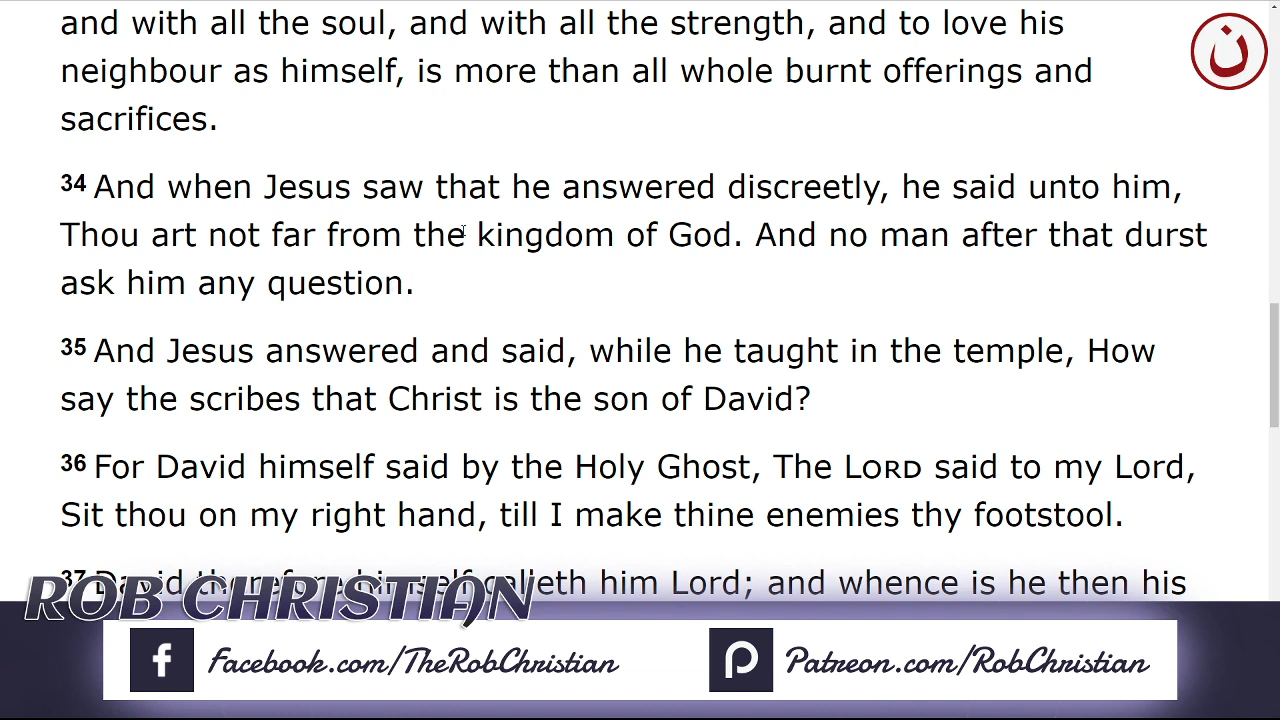 and with all the soul, and with all the strength, and to love his
neighbour as himself, is more than all whole burnt offerings and
sacrifices.
ن
34 And when Jesus saw that he answered discreetly, he said unto him,
Thou art not far from the kingdom of God. And no man after that durst
ask him any question.
35 And Jesus answered and said, while he taught in the temple, How
say the scribes that Christ is the son of David?
36 For David himself said by the Holy Ghost, The LORD said to my Lord,
Sit thou on my right hand, till I make thine enemies thy footstool.
37 David therefore himself calleth him Lord; and whence is he then his
ROB CHRISTIAN
Facebook.com/TheRobChristian
Patreon.com/RobChristian